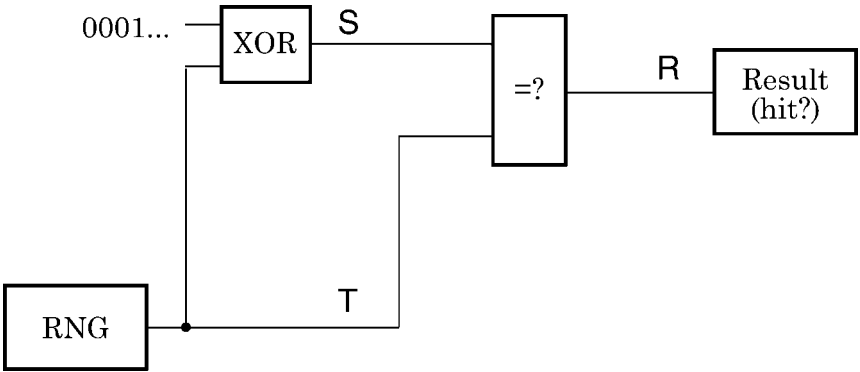 0001...
XOR
S
=?
R
Result
(hit?)
T
RNG